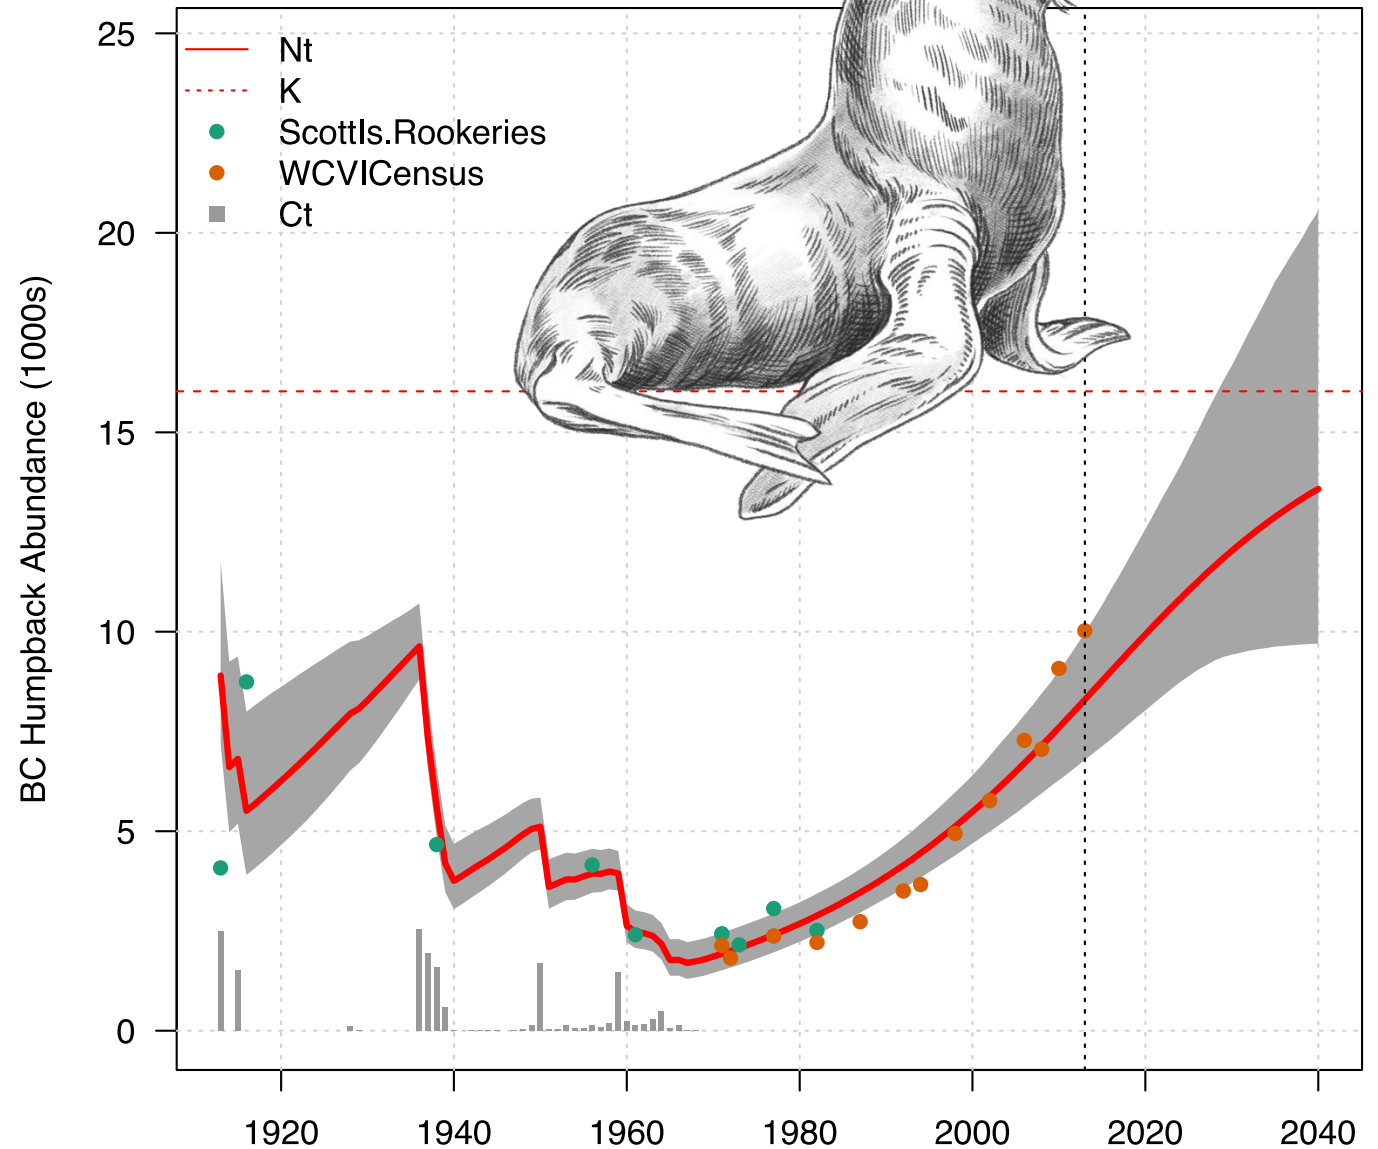 BC Humpback Abundance (1000s)
25
20
15
10
5
0
Nt
K
ScottIs.Rookeries
WCVICensus
Ct
1920 1940 1960 1980 2000 2020 2040